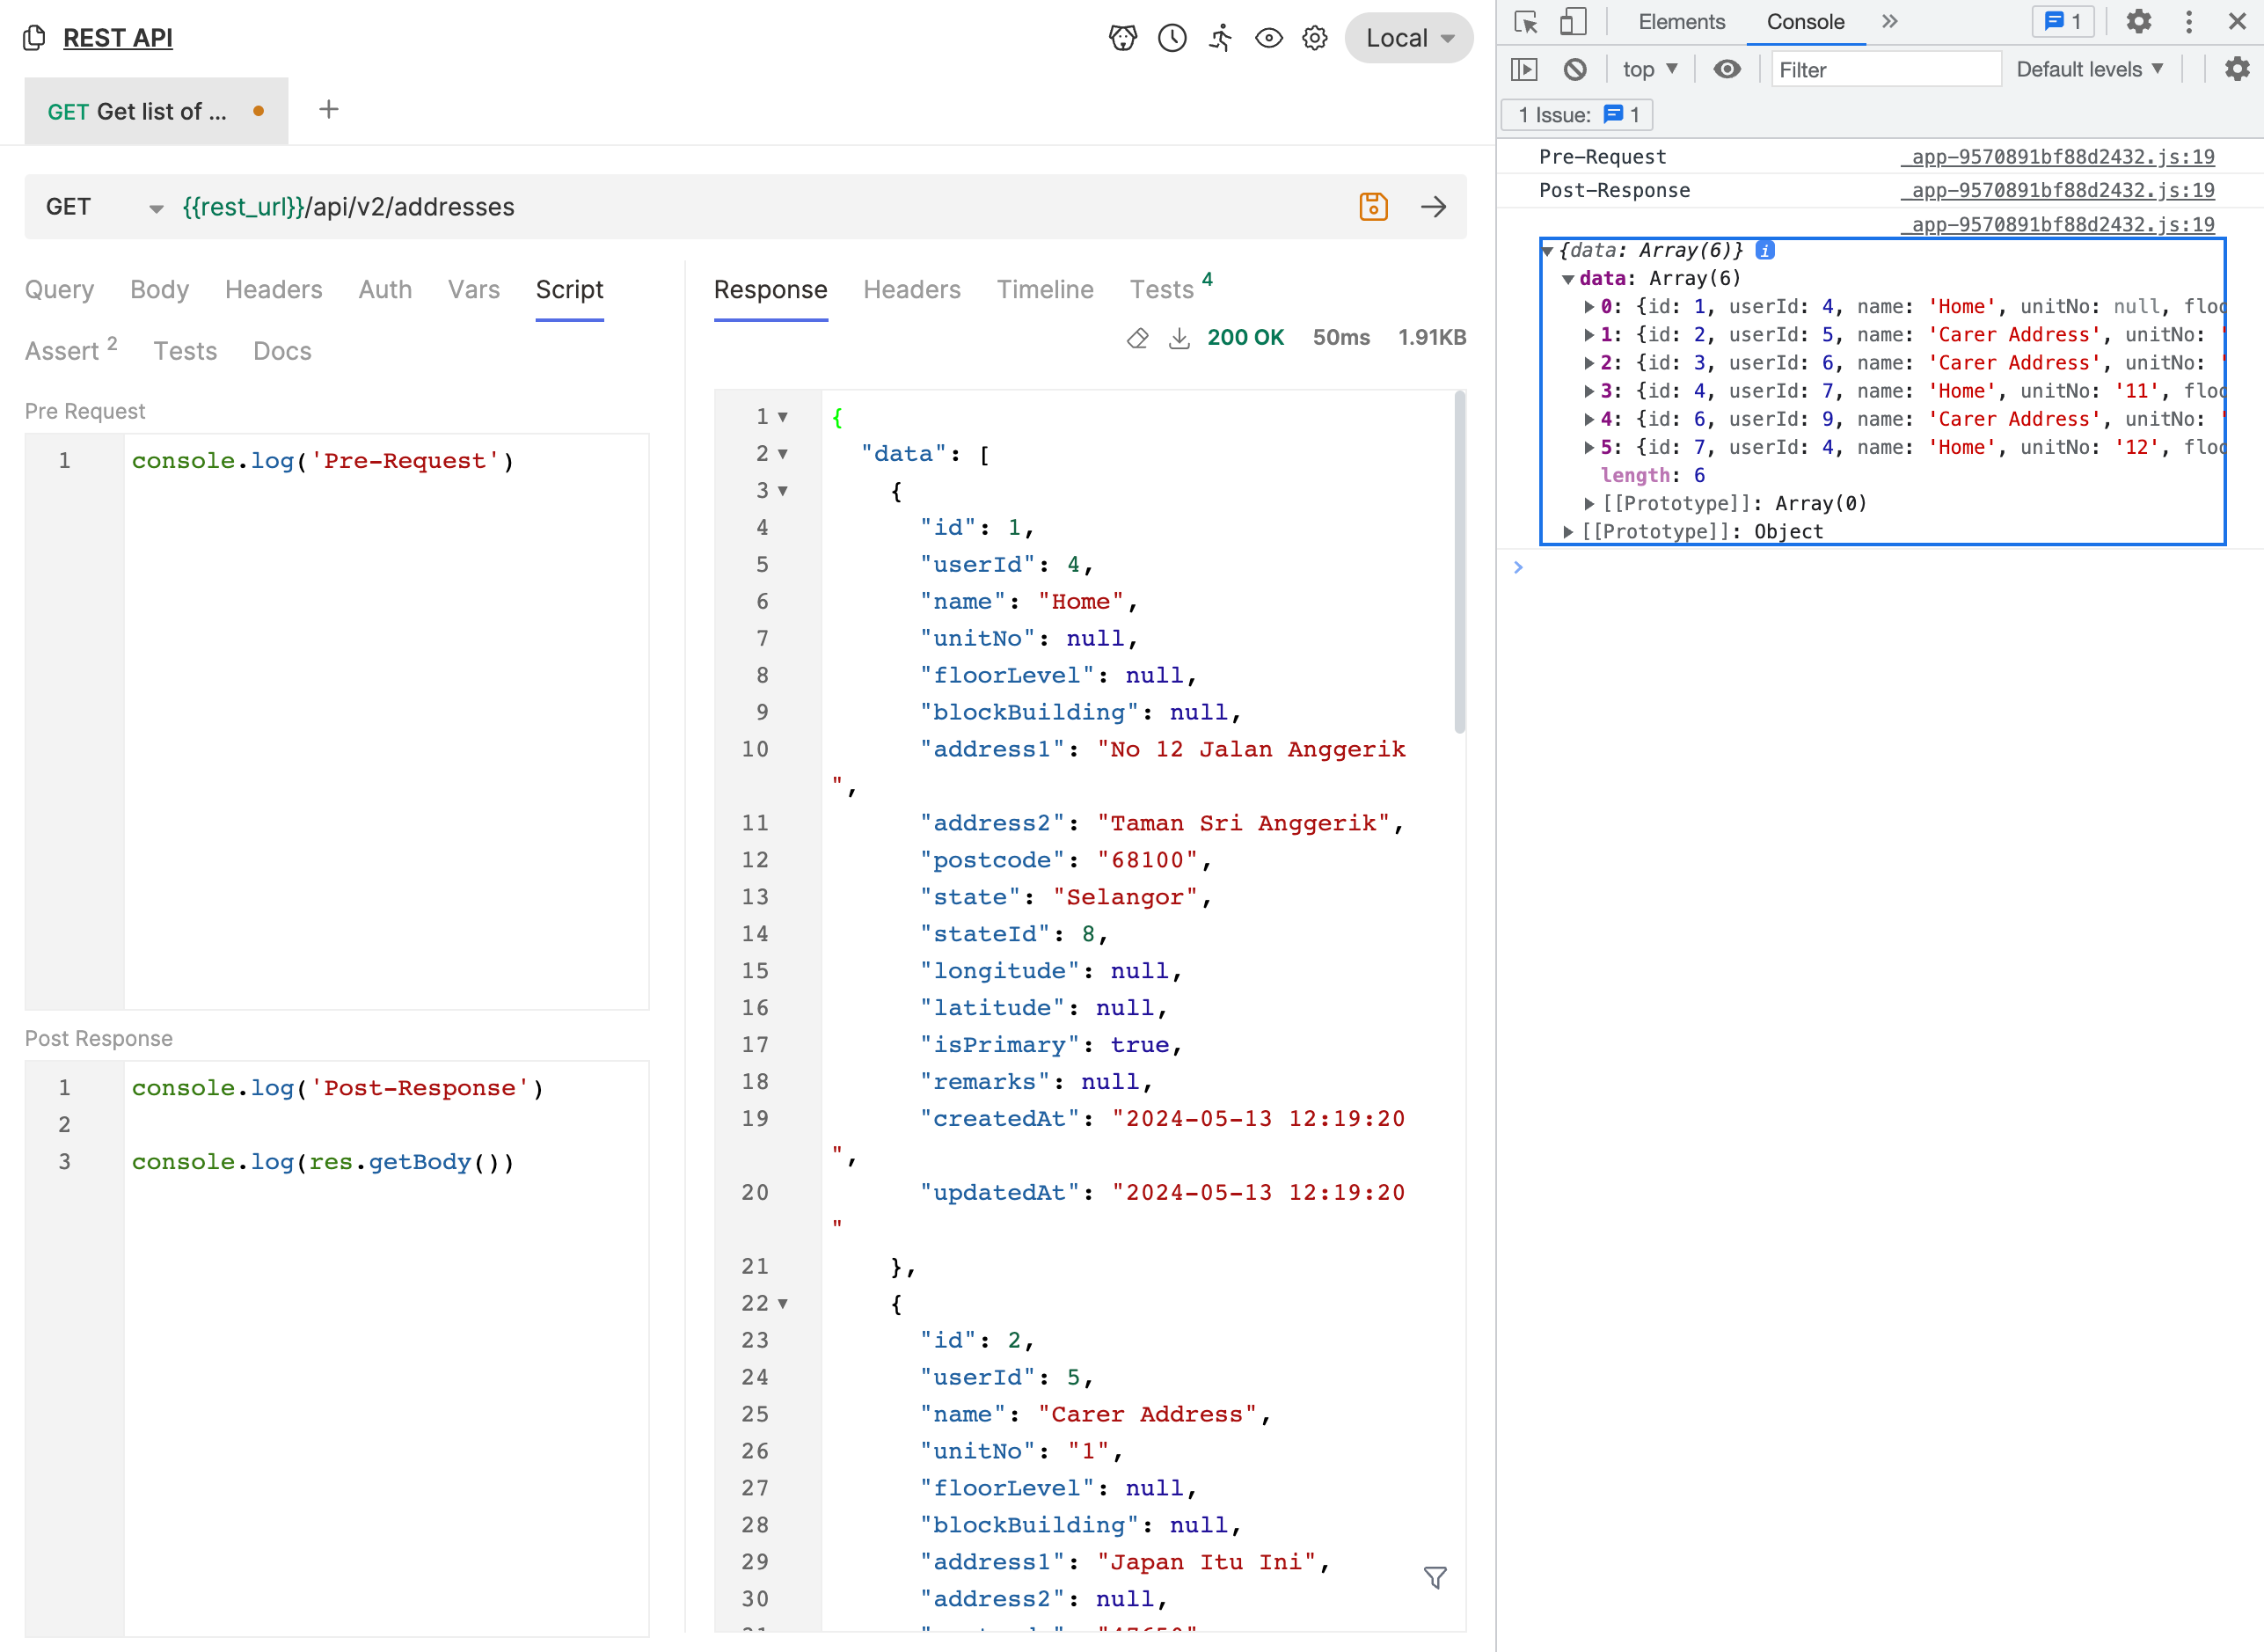 REST API
Local
GET Get list of ...
+
GET {{rest_url}}/api/v2/addresses
Query Body Headers Auth Vars Script
Assert 2 Tests Docs
Pre Request
1 console.log('Pre-Request')
Post Response
1 console.log('Post-Response')
2
3 console.log(res.getBody())
Response Headers Timeline Tests 4
200 OK 50ms 1.91KB
1 {
2 "data": [
3 {
4 "id": 1,
5 "userId": 4,
6 "name": "Home",
7 "unitNo": null,
8 "floorLevel": null,
9 "blockBuilding": null,
10 "address1": "No 12 Jalan Anggerik
",
11 "address2": "Taman Sri Anggerik",
12 "postcode": "68100",
13 "state": "Selangor",
14 "stateId": 8,
15 "longitude": null,
16 "latitude": null,
17 "isPrimary": true,
18 "remarks": null,
19 "createdAt": "2024-05-13 12:19:20
",
20 "updatedAt": "2024-05-13 12:19:20
"
21 },
22 {
23 "id": 2,
24 "userId": 5,
25 "name": "Carer Address",
26 "unitNo": "1",
27 "floorLevel": null,
28 "blockBuilding": null,
29 "address1": "Japan Itu Ini",
30 "address2": null,
Elements Console » 1
top Filter Default levels
1 Issue: 1
Pre-Request _app-9570891bf88d2432.js:19
Post-Response _app-9570891bf88d2432.js:19
_app-9570891bf88d2432.js:19
{data: Array(6)} i
data: Array(6)
0: {id: 1, userId: 4, name: 'Home', unitNo: null, floo
1: {id: 2, userId: 5, name: 'Carer Address', unitNo: '
2: {id: 3, userId: 6, name: 'Carer Address', unitNo: '
3: {id: 4, userId: 7, name: 'Home', unitNo: '11', floo
4: {id: 6, userId: 9, name: 'Carer Address', unitNo: '
5: {id: 7, userId: 4, name: 'Home', unitNo: '12', floo
length: 6
[[Prototype]]: Array(0)
[[Prototype]]: Object